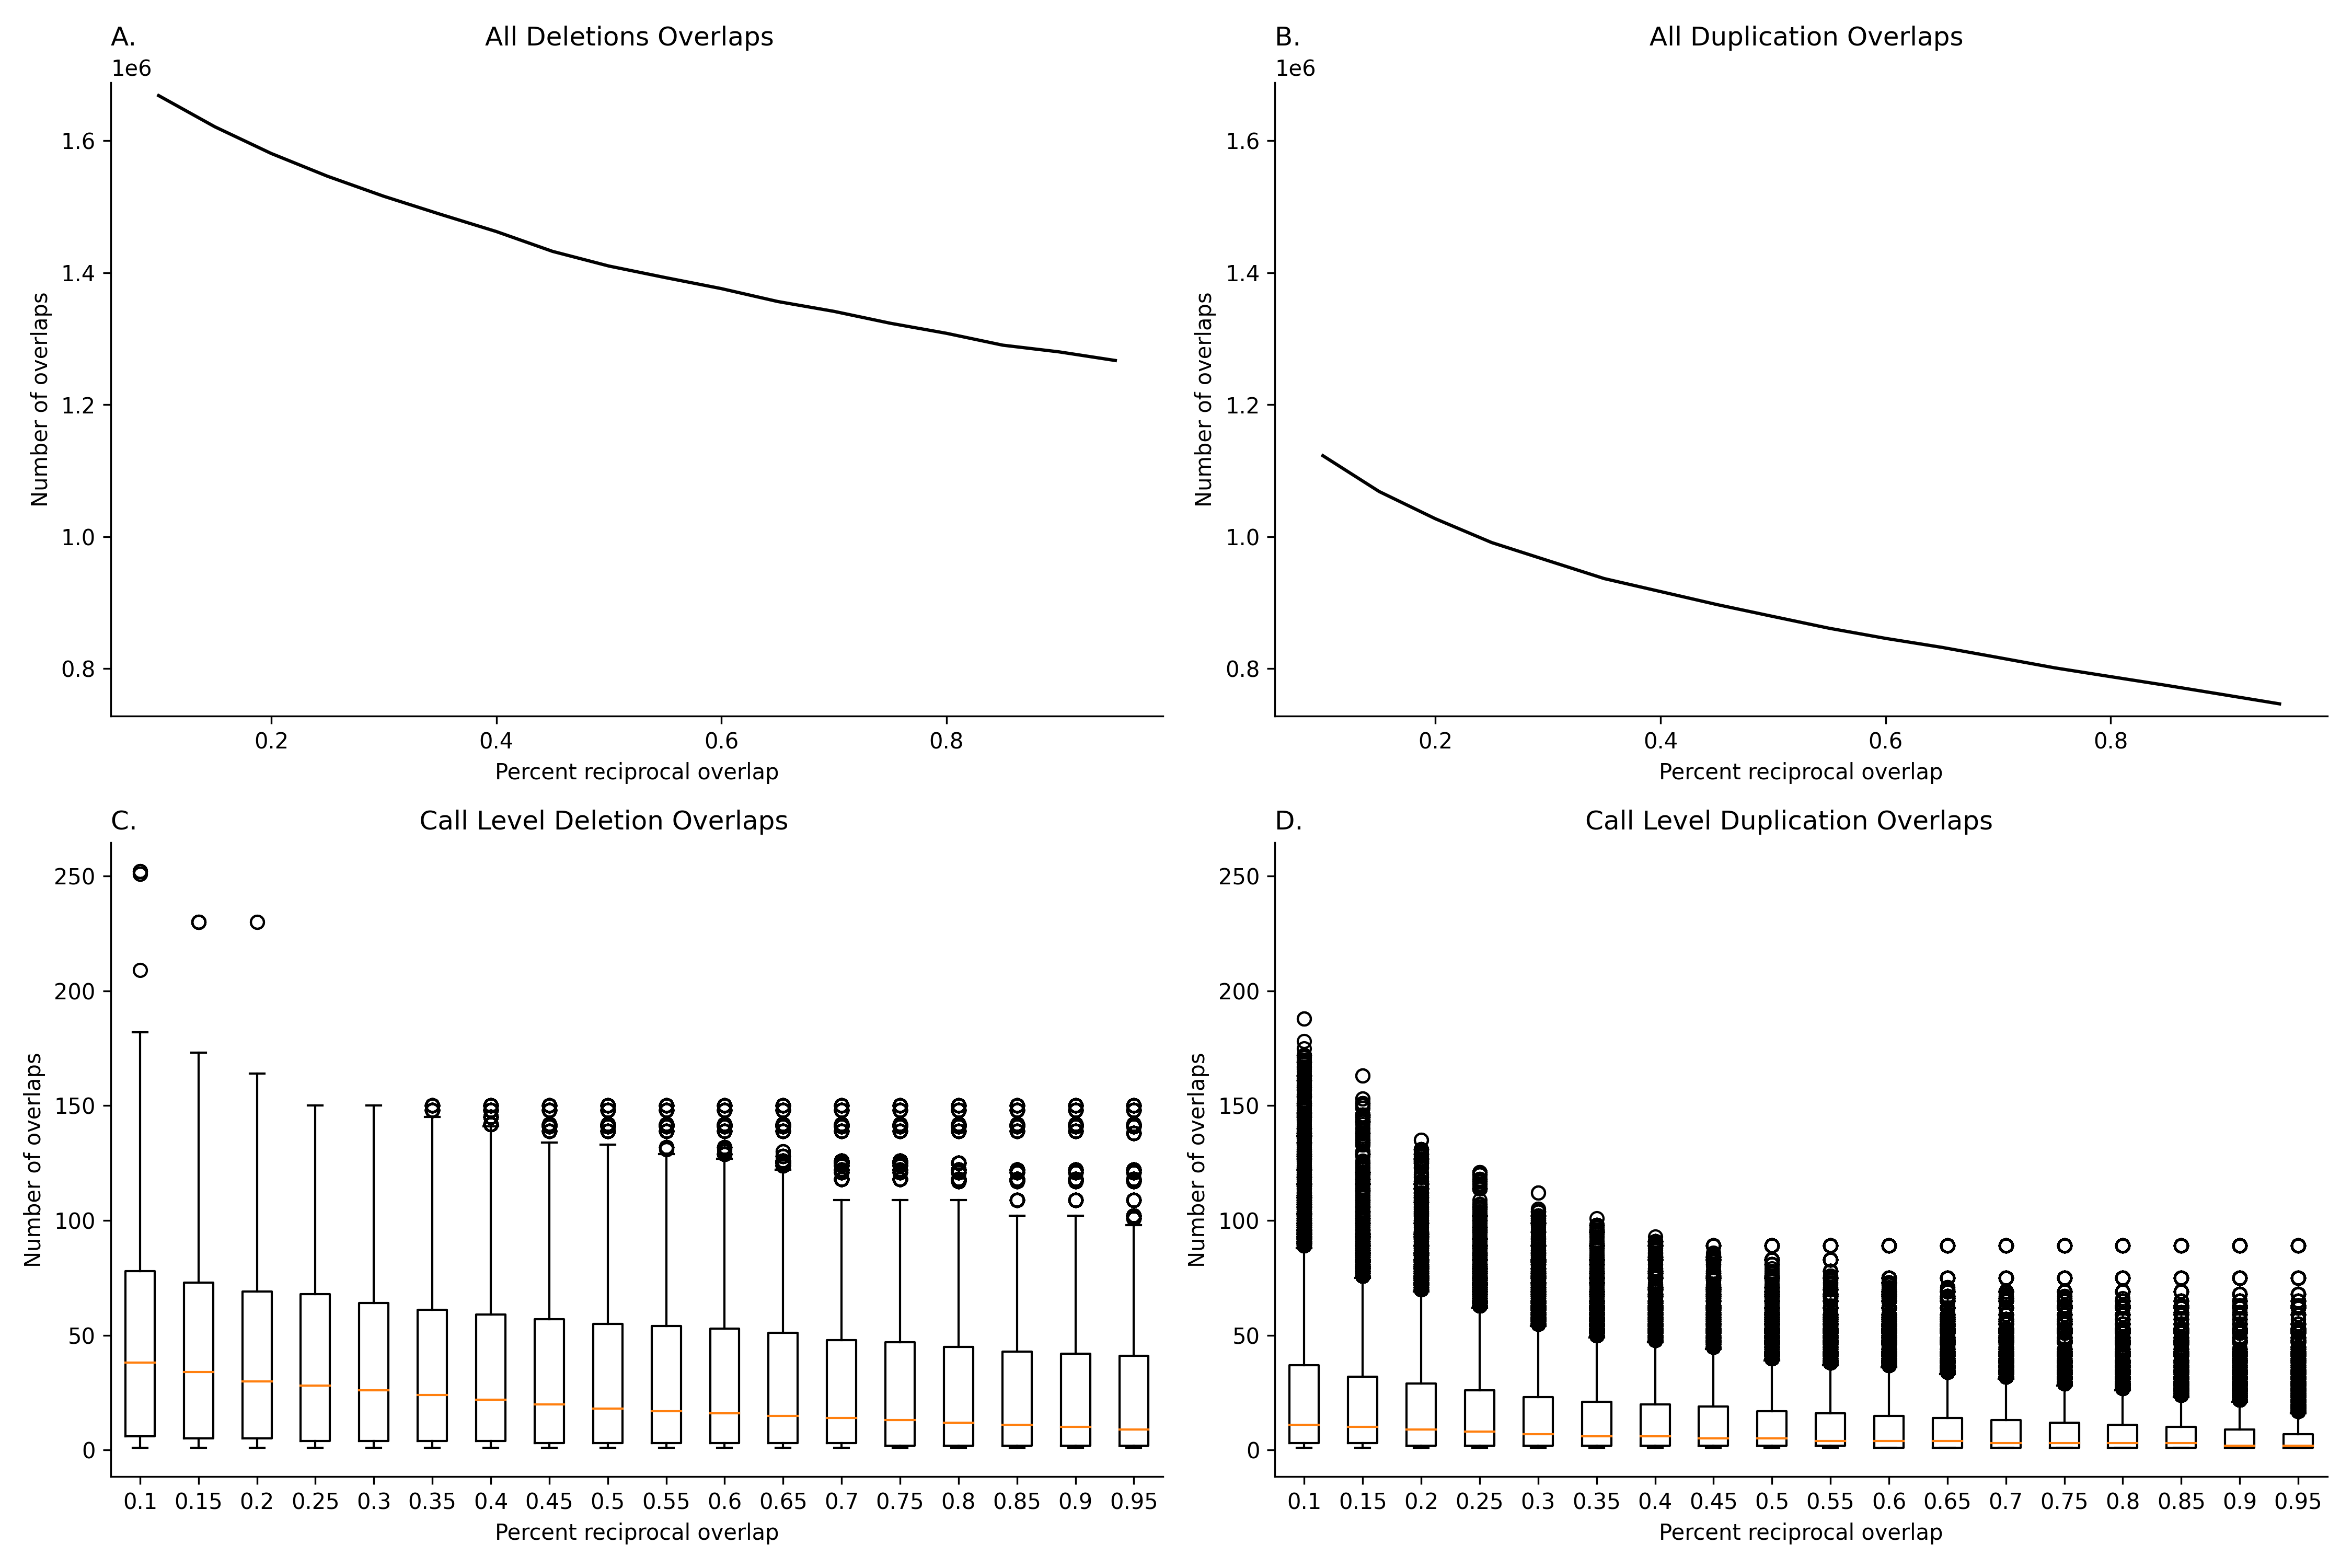 A.
All Deletions Overlaps
1e6
1.6
1.4
1.2
1.0
0.8
Number of overlaps
0.2 0.4 0.6 0.8
Percent reciprocal overlap
B.
All Duplication Overlaps
1e6
1.6
1.4
1.2
1.0
0.8
Number of overlaps
0.2 0.4 0.6 0.8
Percent reciprocal overlap
C.
Call Level Deletion Overlaps
250
200
150
100
50
0
Number of overlaps
0.1 0.15 0.2 0.25 0.3 0.35 0.4 0.45 0.5 0.55 0.6 0.65 0.7 0.75 0.8 0.85 0.9 0.95
Percent reciprocal overlap
D.
Call Level Duplication Overlaps
250
200
150
100
50
0
Number of overlaps
0.1 0.15 0.2 0.25 0.3 0.35 0.4 0.45 0.5 0.55 0.6 0.65 0.7 0.75 0.8 0.85 0.9 0.95
Percent reciprocal overlap